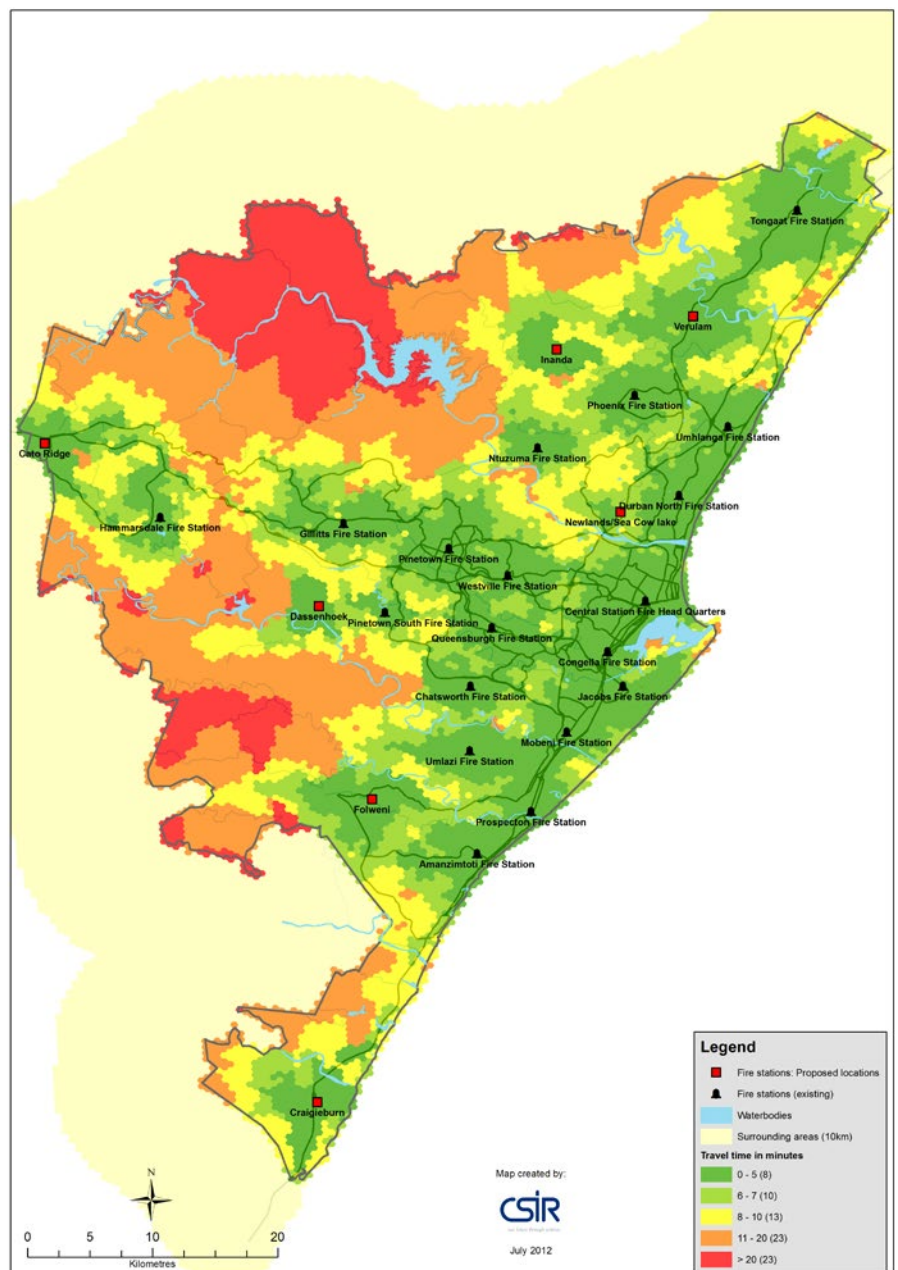 Tongaat Fire Station
Verulam
Inanda
Phoenix Fire Station
Umhlanga Fire Station
Cato Ridge
Ntuzuma Fire Station
Durban North Fire Station
Newlands/Sea Cow lake
Hammarsdale Fire Station
Gillitts Fire Station
Pinetown Fire Station
Westville Fire Station
Central Station Fire Head Quarters
Dassenhoek
Pinetown South Fire Station
Queensburgh Fire Station
Congella Fire Station
Chatsworth Fire Station
Jacobs Fire Station
Mobeni Fire Station
Umlazi Fire Station
Folweni
Prospecton Fire Station
Amanzimtoti Fire Station
Craigieburn
Legend
Fire stations: Proposed locations
Fire stations (existing)
Waterbodies
Surrounding areas (10km)
Travel time in minutes
0 - 5 (8)
6 - 7 (10)
8 - 10 (13)
11 - 20 (23)
> 20 (23)
Map created by:
CSIR
July 2012
N
0 5 10 20
Kilometres